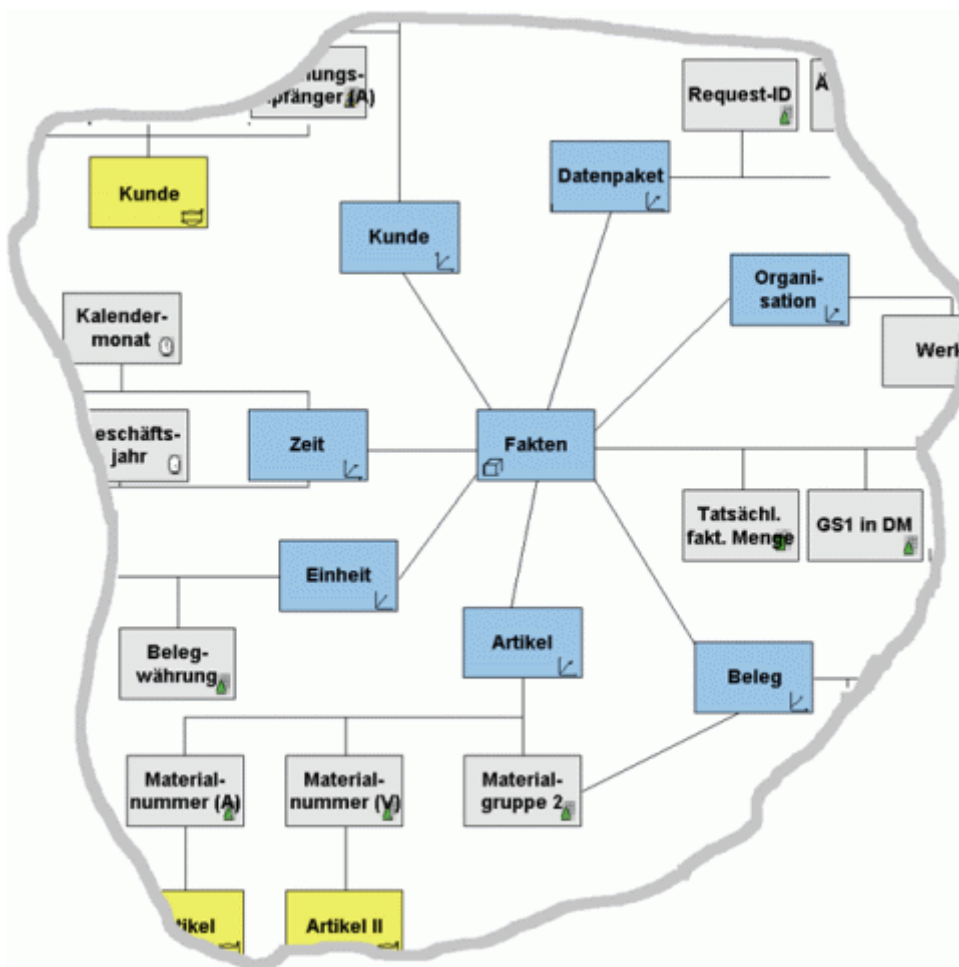 pfänger (A)
Request-ID
Ä
Kunde
Datenpaket
Kunde
Organi-
sation
Kalender-
monat
Werk
eschäfts-
jahr
Zeit
Fakten
Tatsächl.
fakt. Menge
GS1 in DM
Einheit
Artikel
Beleg-
währung
Beleg
Material-
nummer (A)
Material-
nummer (V)
Material-
gruppe 2
tikel
Artikel II